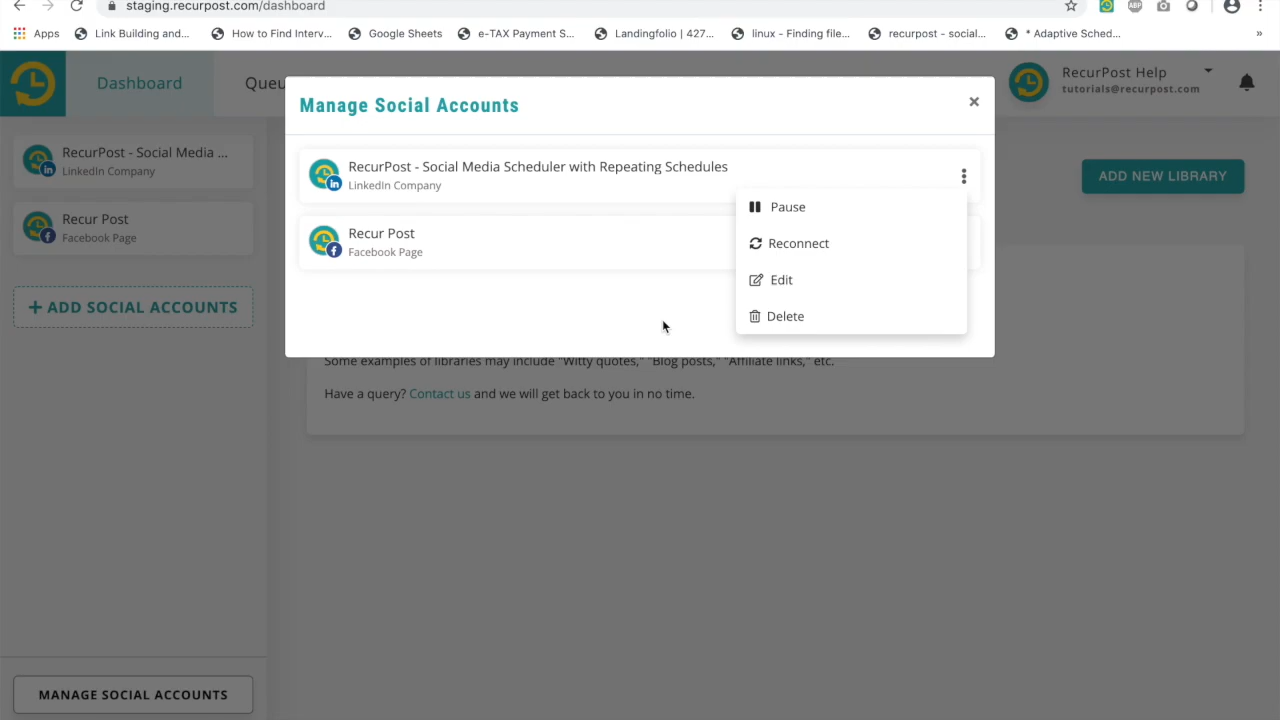 staging.recurpost.com/dashboard
ABP
Apps
Link Building and...
How to Find Interv...
Google Sheets
e-TAX Payment S...
Landingfolio | 427...
linux - Finding file...
recurpost - social...
* Adaptive Sched...
»
Dashboard
Queu
RecurPost Help
tutorials@recurpost.com
Manage Social Accounts
×
RecurPost - Social Media ...
LinkedIn Company
Recur Post
Facebook Page
+ ADD SOCIAL ACCOUNTS
RecurPost - Social Media Scheduler with Repeating Schedules
LinkedIn Company
Recur Post
Facebook Page
Pause
Reconnect
Edit
Delete
ADD NEW LIBRARY
Some examples of libraries may include "Witty quotes," "Blog posts," "Affiliate links," etc.
Have a query? Contact us and we will get back to you in no time.
MANAGE SOCIAL ACCOUNTS